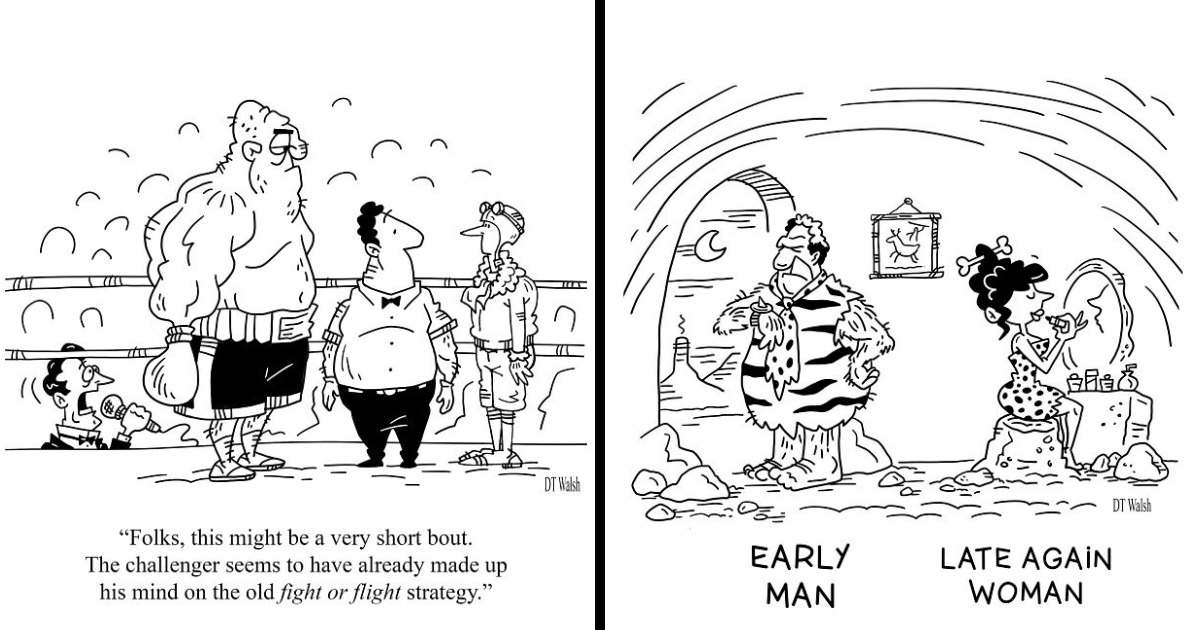 DT Walsh
“Folks, this might be a very short bout.
The challenger seems to have already made up
his mind on the old fight or flight strategy.”
DT Walsh
EARLY
MAN
LATE AGAIN
WOMAN